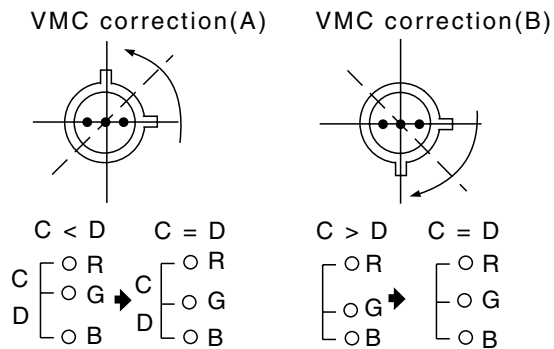 VMC correction(A) VMC correction(B)
C < D C = D C > D C = D
R R R R
C C
G G G G
D D
B B B B